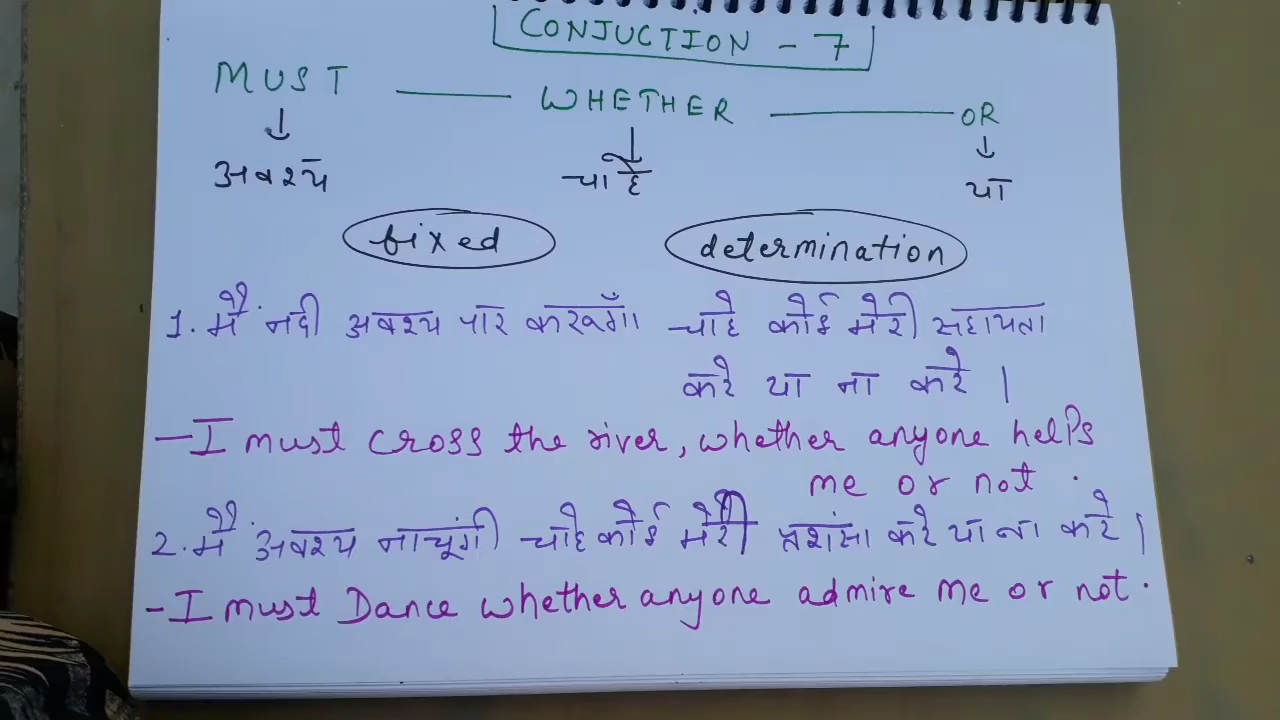 CONJUCTION - 7
MUST — WHETHER — OR
अवश्य चाहे या
fixed determination
1. मैं नदी अवश्य पार करूगाँ चाहे कोई मेरी सहायता
करे या ना करे।
- I must cross the river, whether anyone helps
me or not.
2. मैं अवश्य नाचूंगी चाहे कोई मेरी प्रशंसा करे या ना करे।
- I must Dance whether anyone admire me or not.